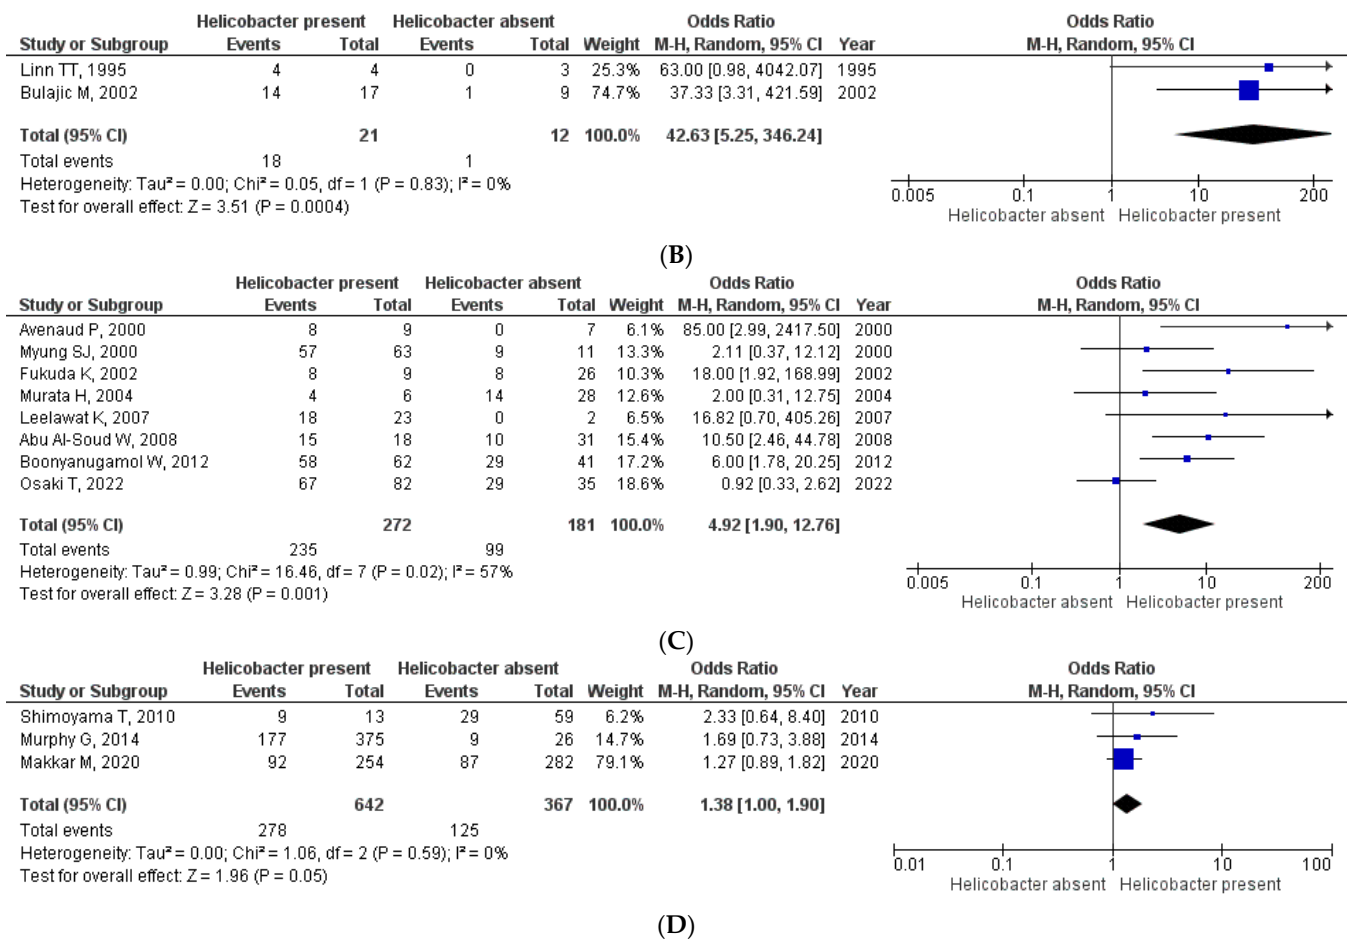 Helicobacter present Helicobacter absent Odds Ratio Odds Ratio
Study or Subgroup Events Total Events Total Weight M-H, Random, 95% CI Year M-H, Random, 95% CI
Linn TT, 1995 4 4 0 3 25.3% 63.00 [0.98, 4042.07] 1995
Bulajic M, 2002 14 17 1 9 74.7% 37.33 [3.31, 421.59] 2002
Total (95% CI) 21 12 100.0% 42.63 [5.25, 346.24]
Total events 18 1
Heterogeneity: Tau² = 0.00; Chi² = 0.05, df = 1 (P = 0.83); I² = 0%
Test for overall effect: Z = 3.51 (P = 0.0004)
0.005 0.1 1 10 200
Helicobacter absent Helicobacter present
(B)
Helicobacter present Helicobacter absent Odds Ratio Odds Ratio
Study or Subgroup Events Total Events Total Weight M-H, Random, 95% CI Year M-H, Random, 95% CI
Avenaud P, 2000 8 9 0 7 6.1% 85.00 [2.99, 2417.50] 2000
Myung SJ, 2000 57 63 9 11 13.3% 2.11 [0.37, 12.12] 2000
Fukuda K, 2002 8 9 8 26 10.3% 18.00 [1.92, 168.99] 2002
Murata H, 2004 4 6 14 28 12.6% 2.00 [0.31, 12.75] 2004
Leelawat K, 2007 18 23 0 2 6.5% 16.82 [0.70, 405.26] 2007
Abu Al-Soud W, 2008 15 18 10 31 15.4% 10.50 [2.46, 44.78] 2008
Boonyanugamol W, 2012 58 62 29 41 17.2% 6.00 [1.78, 20.25] 2012
Osaki T, 2022 67 82 29 35 18.6% 0.92 [0.33, 2.62] 2022
Total (95% CI) 272 181 100.0% 4.92 [1.90, 12.76]
Total events 235 99
Heterogeneity: Tau² = 0.99; Chi² = 16.46, df = 7 (P = 0.02); I² = 57%
Test for overall effect: Z = 3.28 (P = 0.001)
0.005 0.1 1 10 200
Helicobacter absent Helicobacter present
(C)
Helicobacter present Helicobacter absent Odds Ratio Odds Ratio
Study or Subgroup Events Total Events Total Weight M-H, Random, 95% CI Year M-H, Random, 95% CI
Shimoyama T, 2010 9 13 29 59 6.2% 2.33 [0.64, 8.40] 2010
Murphy G, 2014 177 375 9 26 14.7% 1.69 [0.73, 3.88] 2014
Makkar M, 2020 92 254 87 282 79.1% 1.27 [0.89, 1.82] 2020
Total (95% CI) 642 367 100.0% 1.38 [1.00, 1.90]
Total events 278 125
Heterogeneity: Tau² = 0.00; Chi² = 1.06, df = 2 (P = 0.59); I² = 0%
Test for overall effect: Z = 1.96 (P = 0.05)
0.01 0.1 1 10 100
Helicobacter absent Helicobacter present
(D)